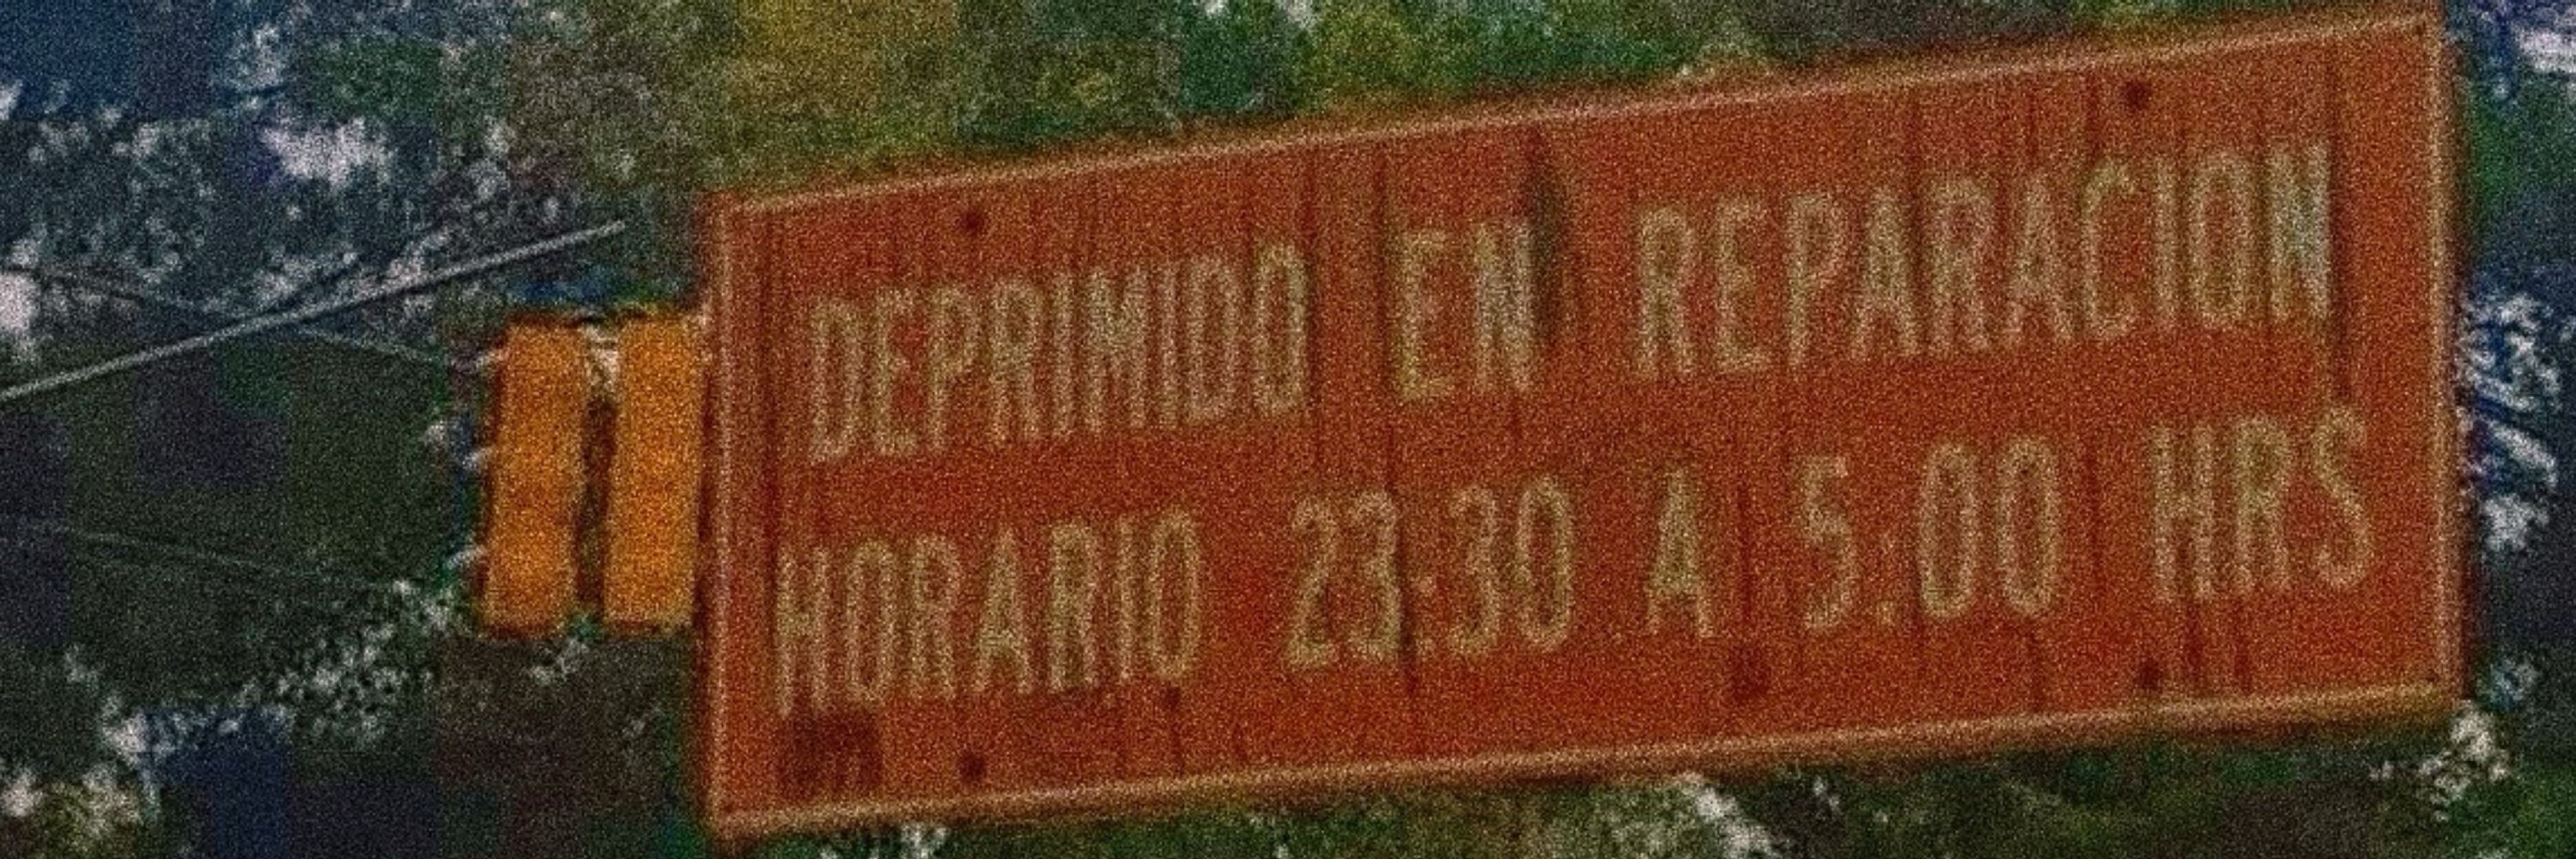 DEPRIMIDO EN REPARACION
HORARIO 23:30 A 5:00 HRS